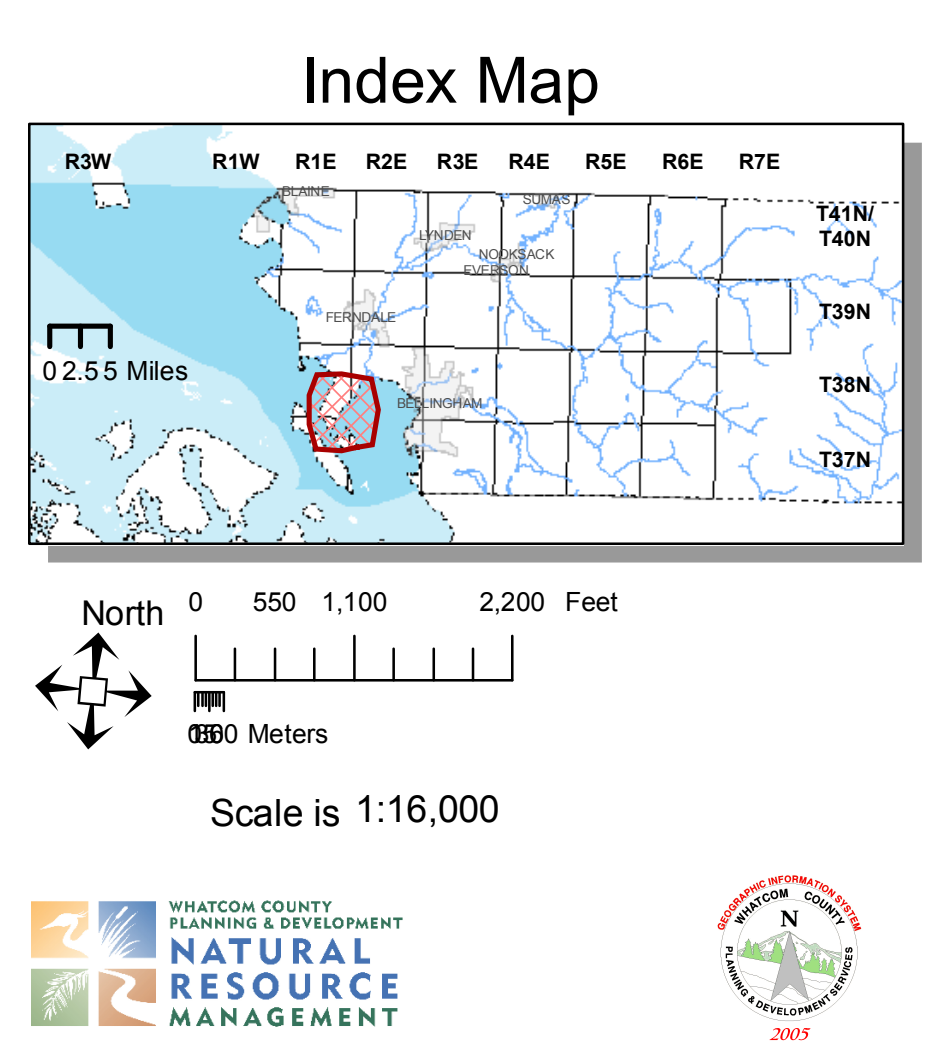 Index Map
R3W R1W R1E R2E R3E R4E R5E R6E R7E
BLAINE
SUMAS
T41N/
T40N
LYNDEN
NOOKSACK
EVERSON
T39N
FERNDALE
0 2.5 5 Miles
T38N
BELLINGHAM
T37N
North
0 550 1,100 2,200 Feet
Meters
Scale is 1:16,000
WHATCOM COUNTY
PLANNING & DEVELOPMENT
NATURAL
RESOURCE
MANAGEMENT
GEOGRAPHIC INFORMATION SYSTEM
WHATCOM COUNTY
N
PLANNING & DEVELOPMENT SERVICES
2005